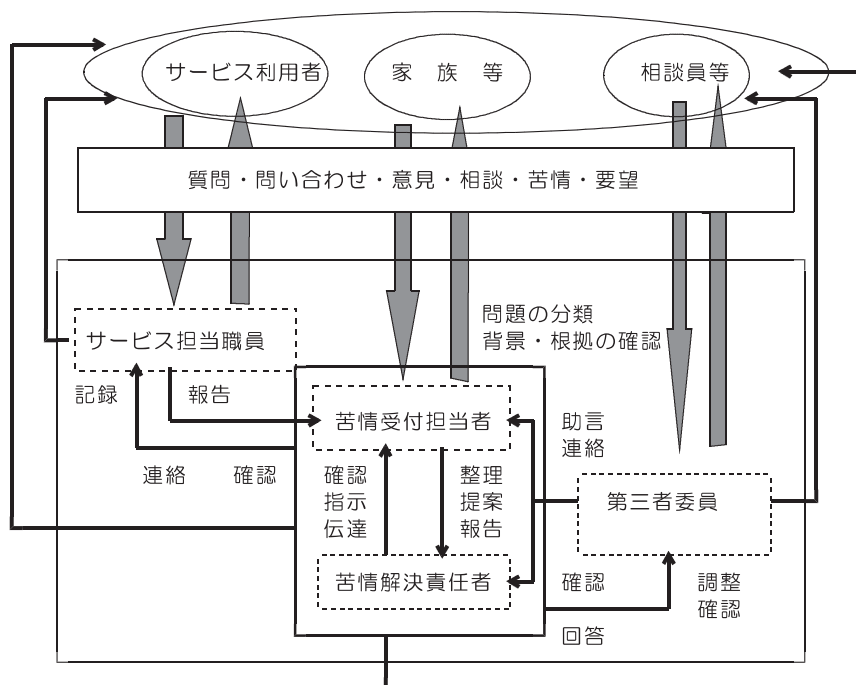 サービス利用者
家 族 等
相談員等
質問・問い合わせ・意見・相談・苦情・要望
問題の分類
背景・根拠の確認
サービス担当職員
記録
報告
苦情受付担当者
助言
連絡
連絡
確認
確認
指示
伝達
整理
提案
報告
第三者委員
苦情解決責任者
確認
調整
確認
回答